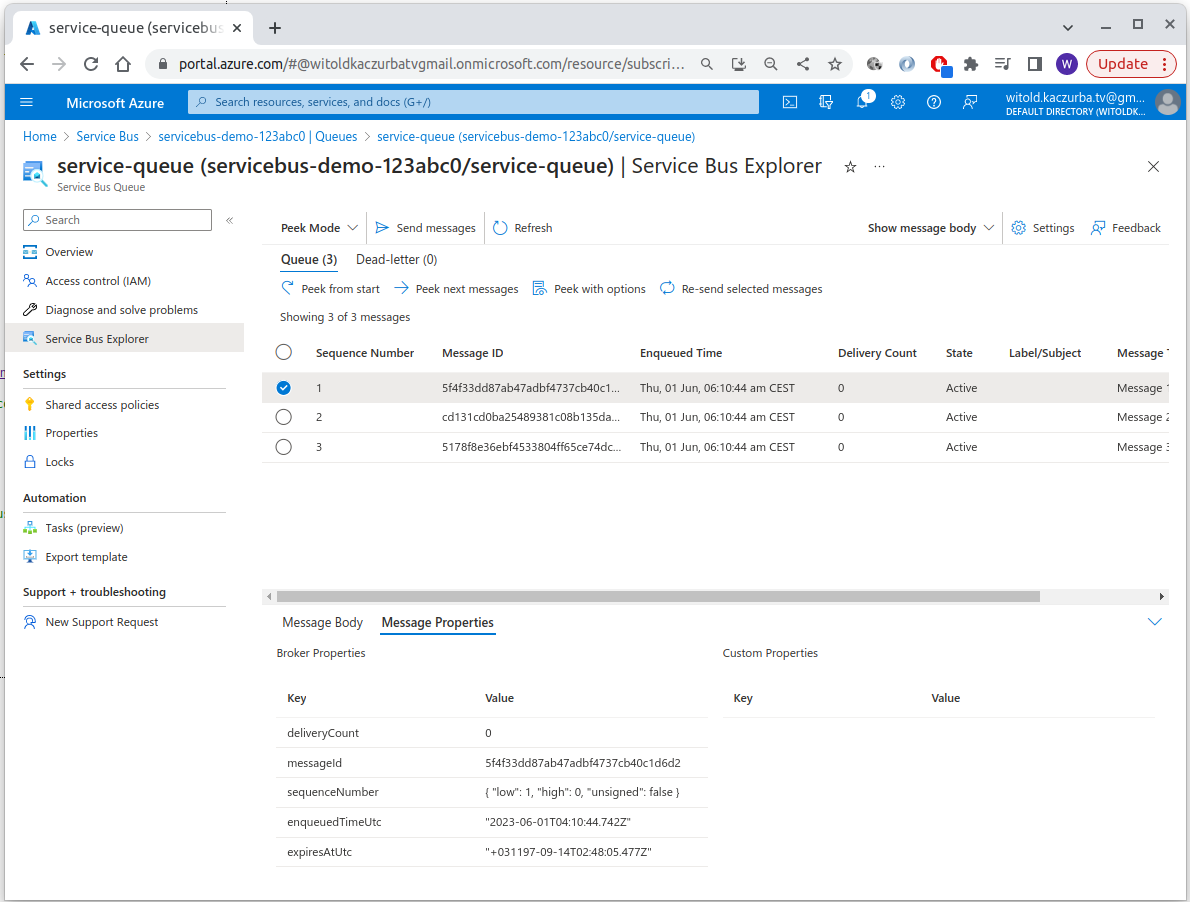 service-queue (servicebus
portal.azure.com/#@witoldkaczurbatvgmail.onmicrosoft.com/resource/subscri...
W
Update
Microsoft Azure
Search resources, services, and docs (G+/)
1
witold.kaczurba.tv@gm...
DEFAULT DIRECTORY (WITOLDK...
Home > Service Bus > servicebus-demo-123abc0 | Queues > service-queue (servicebus-demo-123abc0/service-queue)
service-queue (servicebus-demo-123abc0/service-queue) | Service Bus Explorer
Service Bus Queue
Search
Overview
Access control (IAM)
Diagnose and solve problems
Service Bus Explorer
Settings
Shared access policies
Properties
Locks
Automation
Tasks (preview)
Export template
Support + troubleshooting
New Support Request
Peek Mode Send messages Refresh Show message body Settings Feedback
Queue (3) Dead-letter (0)
Peek from start Peek next messages Peek with options Re-send selected messages
Showing 3 of 3 messages
Sequence Number Message ID Enqueued Time Delivery Count State Label/Subject Message
1 5f4f33dd87ab47adbf4737cb40c1... Thu, 01 Jun, 06:10:44 am CEST 0 Active Message 1
2 cd131cd0ba25489381c08b135da... Thu, 01 Jun, 06:10:44 am CEST 0 Active Message 2
3 5178f8e36ebf4533804ff65ce74dc... Thu, 01 Jun, 06:10:44 am CEST 0 Active Message 3
Message Body Message Properties
Broker Properties Custom Properties
Key Value Key Value
deliveryCount 0
messageId 5f4f33dd87ab47adbf4737cb40c1d6d2
sequenceNumber { "low": 1, "high": 0, "unsigned": false }
enqueuedTimeUtc "2023-06-01T04:10:44.742Z"
expiresAtUtc "+031197-09-14T02:48:05.477Z"